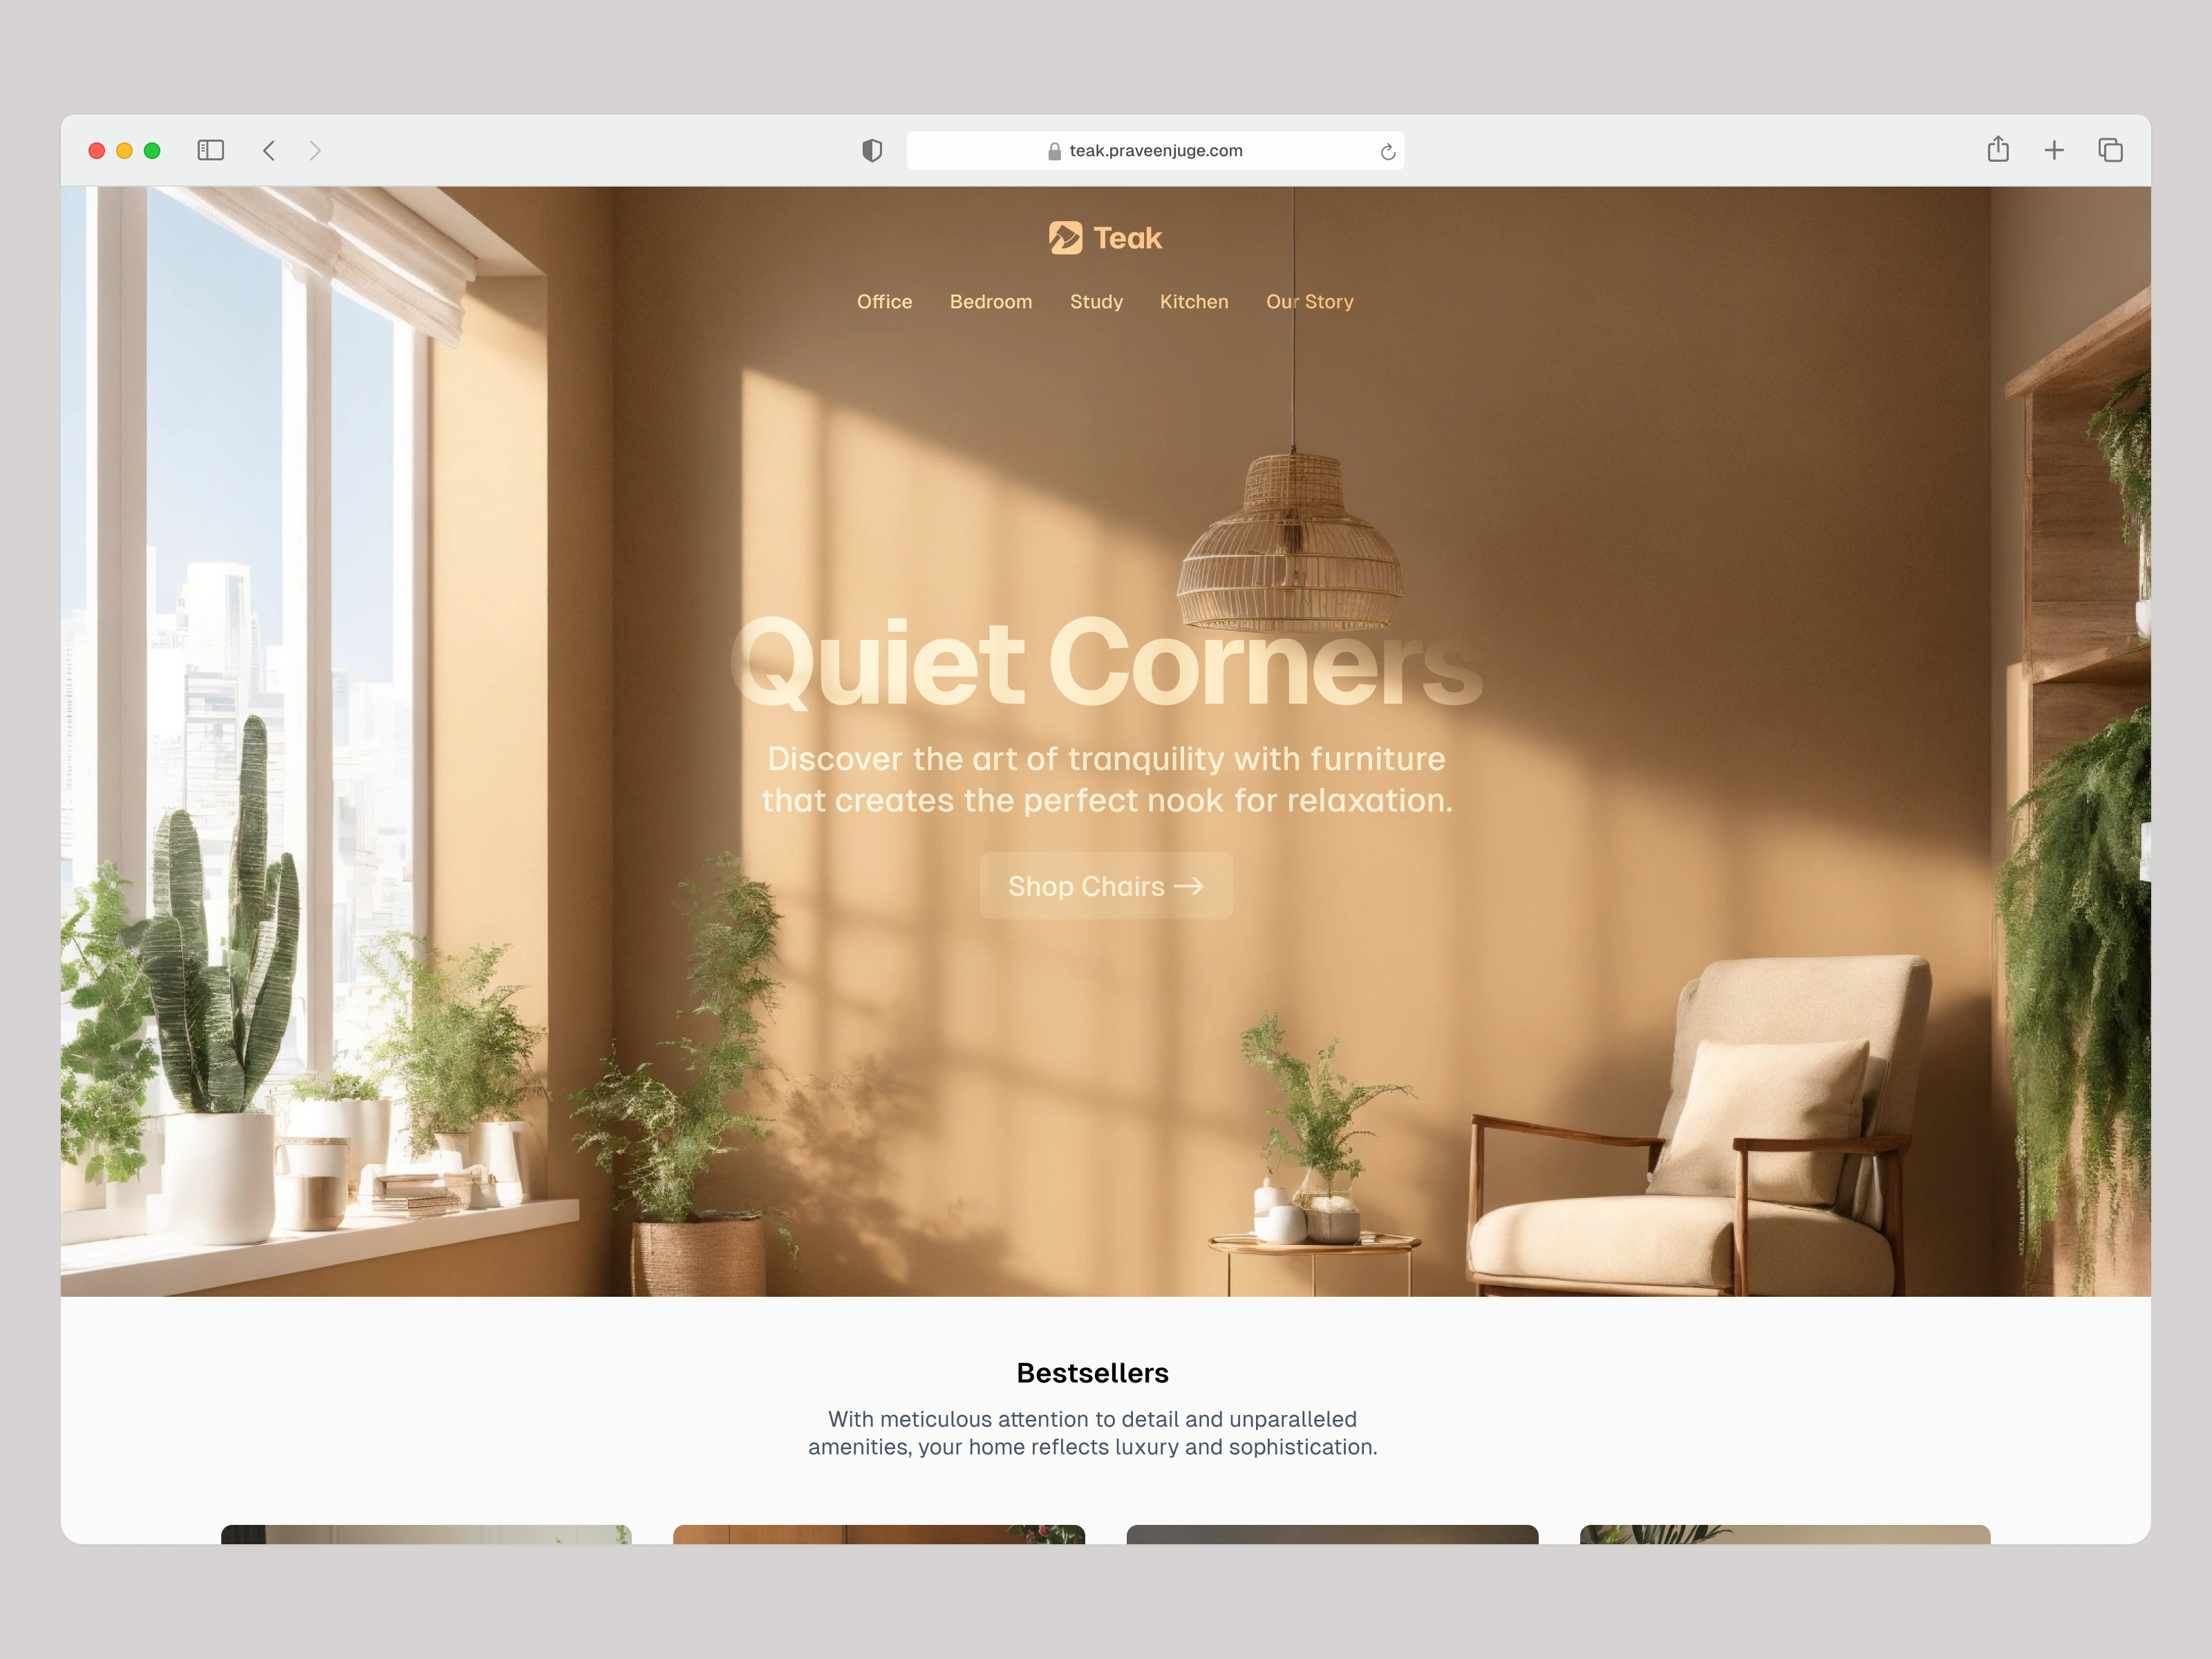 teak.praveenjuge.com
Teak
Office Bedroom Study Kitchen Our Story
Quiet Corners
Discover the art of tranquility with furniture
that creates the perfect nook for relaxation.
Shop Chairs →
Bestsellers
With meticulous attention to detail and unparalleled
amenities, your home reflects luxury and sophistication.